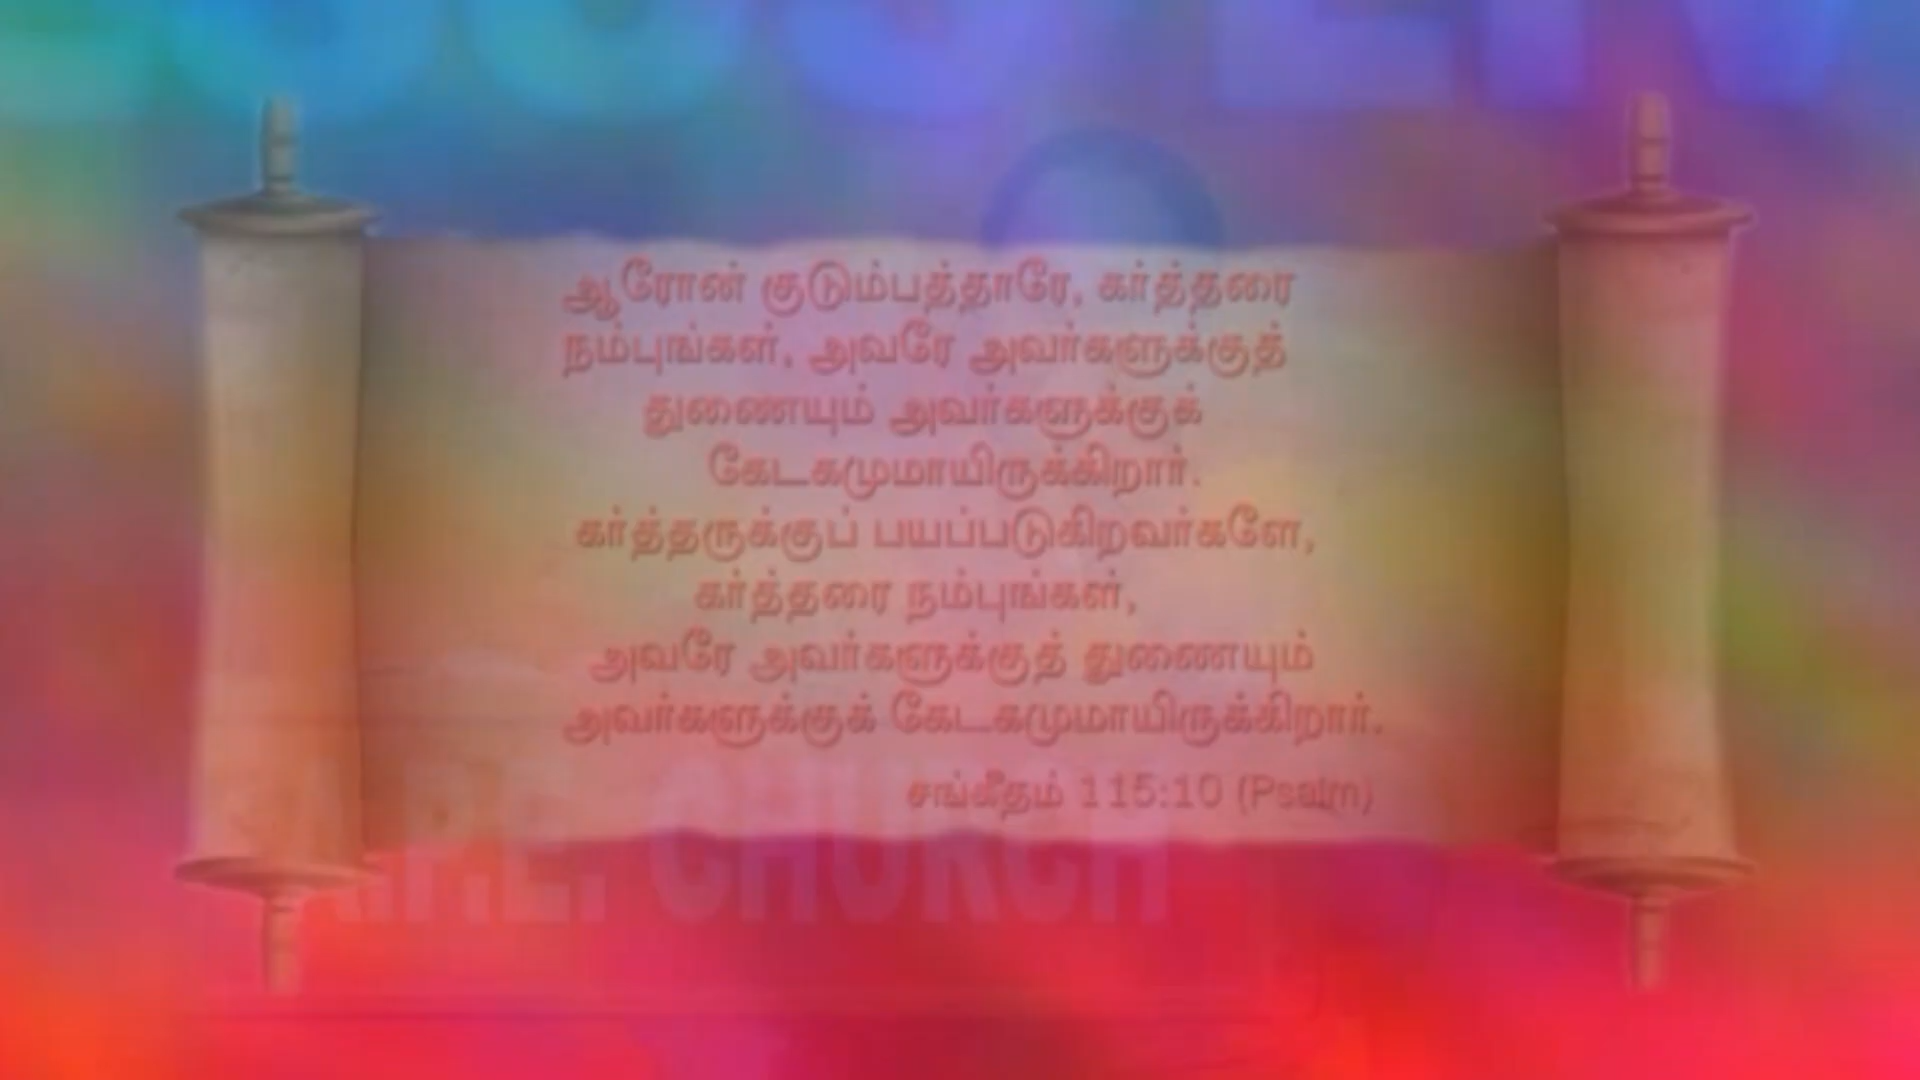 ஆரோன் குடும்பத்தாரே, கர்த்தரை
நம்புங்கள், அவரே அவர்களுக்குத்
துணையும் அவர்களுக்குக்
கேடகமுமாயிருக்கிறார்.
கர்த்தருக்குப் பயப்படுகிறவர்களே,
கர்த்தரை நம்புங்கள்,
அவரே அவர்களுக்குத் துணையும்
அவர்களுக்குக் கேடகமுமாயிருக்கிறார்.
சங்கீதம் 115:10 (Psalm)
CHURCH